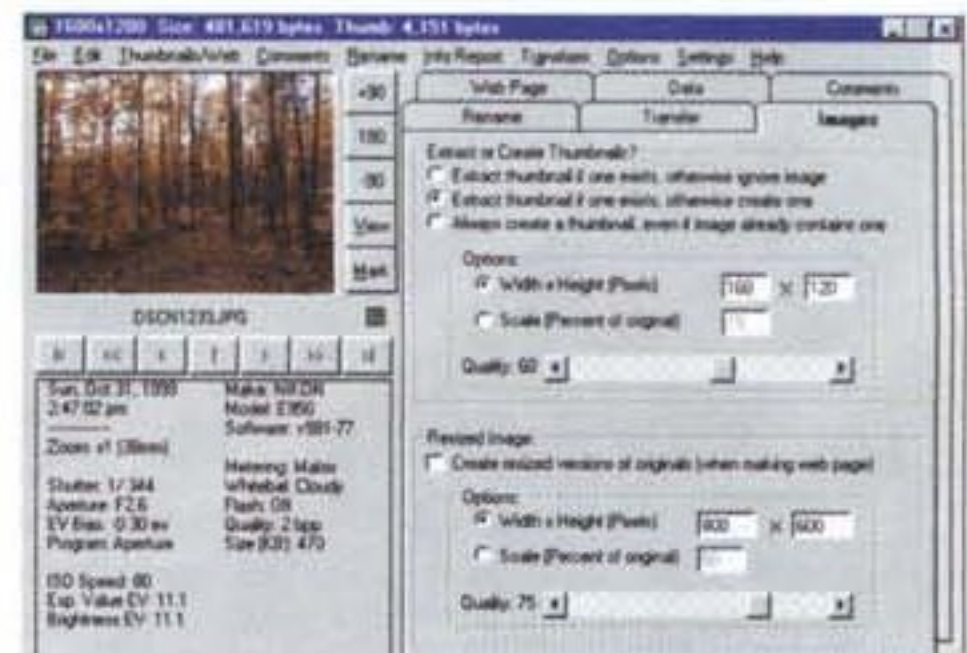 1600x1200 Size: 481,619 bytes Thumb: 4,151 bytes
File Edit Thumbnails/Web Comments Rename Info Report Transform Options Settings Help
+90
180
-90
View
Mark
DSCN1233.JPG
Sun, Oct 31, 1999
2:47:02 pm
Zoom: x1 (38mm)
Shutter: 1/344
Aperture: F2.6
EV Bias: -0.30 ev
Program: Aperture
ISO Speed: 80
Exp. Value EV: 11.1
Brightness EV: 11.1
Make: NIKON
Model: E950
Software: v981-77
Metering: Matrix
Whitebal: Cloudy
Flash: Off
Quality: 2 bpp
Size (KB): 470
Web Page Data Comments
Rename Transfer Images
Extract or Create Thumbnails?
Extract thumbnail if one exists, otherwise ignore image
Extract thumbnail if one exists, otherwise create one
Always create a thumbnail, even if image already contains one
Options:
Width x Height (Pixels) 160 X 120
Scale (Percent of original)
Quality: 60
Resized Image:
Create resized versions of originals (when making web page)
Options:
Width x Height (Pixels) 800 X 600
Scale (Percent of original)
Quality: 75